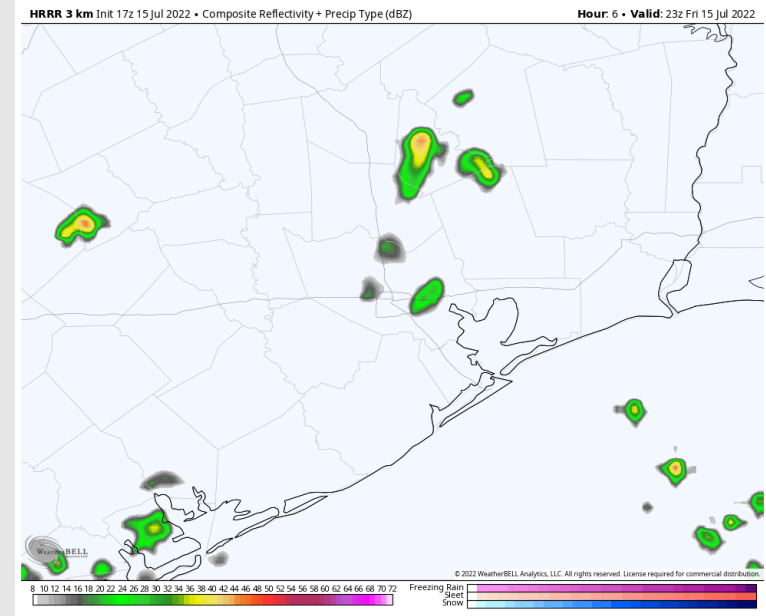 HRRR 3 km Init 17z 15 Jul 2022 • Composite Reflectivity + Precip Type (dBZ)
Hour: 6 • Valid: 23z Fri 15 Jul 2022
WEATHERBELL
© 2022 WeatherBELL Analytics, LLC. All rights reserved. License required for commercial distribution.
8 10 12 14 16 18 20 22 24 26 28 30 32 34 36 38 40 42 44 46 48 50 52 54 56 58 60 62 64 66 68 70 72
Freezing Rain
Sleet
Snow